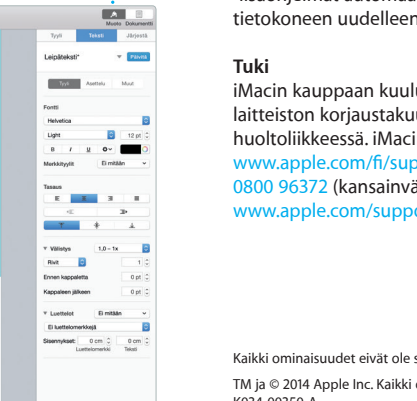 Muoto Dokumentti
Tyyli Teksti Järjestä
Leipäteksti* Päivitä
Tyyli Asettelu Muut
Fontti
Helvetica
Light 12 pt
B I U
Merkkityylit Ei mitään
Tasaus
Välistys 1,0 – 1x
Rivit 1
Ennen kappaletta 0 pt
Kappaleen jälkeen 0 pt
Luettelot Ei mitään
Ei luettelomerkkejä
Sisennykset: 0 cm 0 cm
Luettelomerkki Teksti
tietokoneen uudelleen
Tuki
iMacin kauppaan kuulu
laitteiston korjaustakuu
huoltoliikkeessä. iMaci
www.apple.com/fi/sup
0800 96372 (kansainvä
www.apple.com/suppo
Kaikki ominaisuudet eivät ole s
TM ja © 2014 Apple Inc. Kaikki